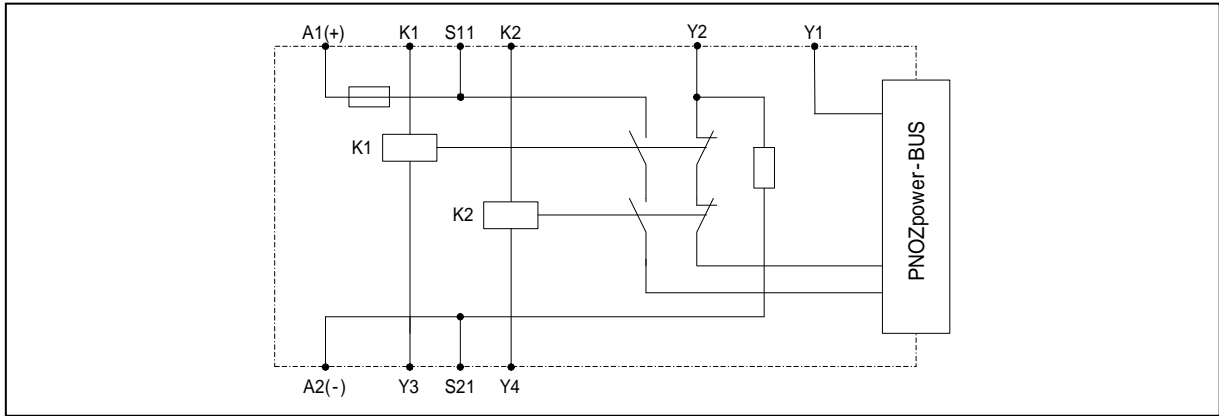 A1(+) K1 S11 K2 Y2 Y1
K1
K2
PNOZpower-BUS
A2(-) Y3 S21 Y4